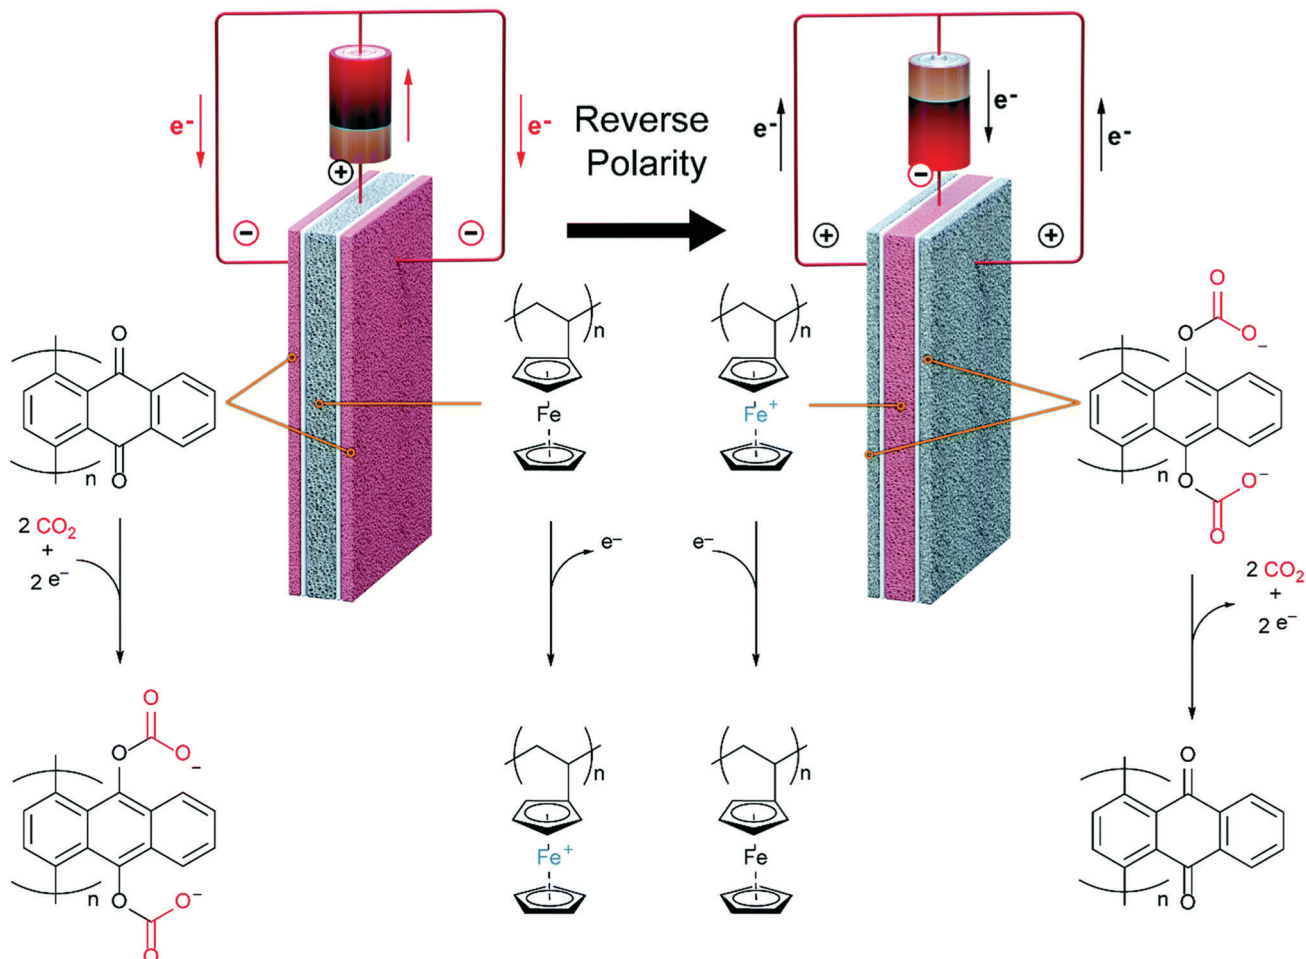 e⁻
e⁻
+
−
−
Reverse
Polarity
e⁻
e⁻
e⁻
−
+
+
O
O
n
2 CO₂
+
2 e⁻
n
Fe
e⁻
n
Fe⁺
e⁻
O
O
O⁻
n
O
O⁻
O
2 CO₂
+
2 e⁻
O
O
O⁻
n
O
O⁻
O
n
Fe⁺
n
Fe
O
n
O